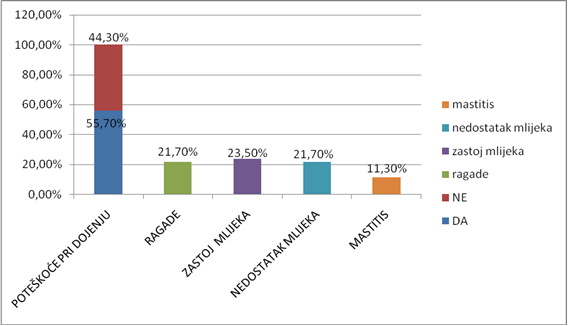 120,00%
100,00%
80,00%
60,00%
40,00%
20,00%
0,00%
44,30%
55,70%
21,70%
23,50%
21,70%
11,30%
POTEŠKOĆE PRI DOJENJU
RAGADE
ZASTOJ MLIJEKA
NEDOSTATAK MLIJEKA
MASTITIS
mastitis
nedostatak mlijeka
zastoj mlijeka
ragade
NE
DA